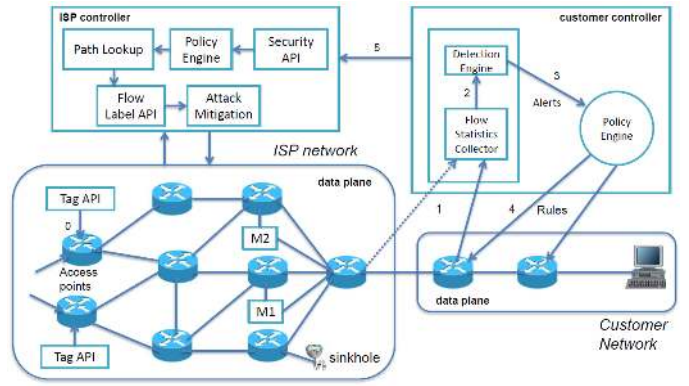 ISP controller
Path Lookup
Policy
Engine
Security
API
Flow
Label API
Attack
Mitigation
5
customer controller
Detection
Engine
2
3
Alerts
Flow
Statistics
Collector
Policy
Engine
ISP network
data plane
Tag API
0
Access
points
Tag API
M2
M1
sinkhole
1
4
Rules
data plane
Customer
Network